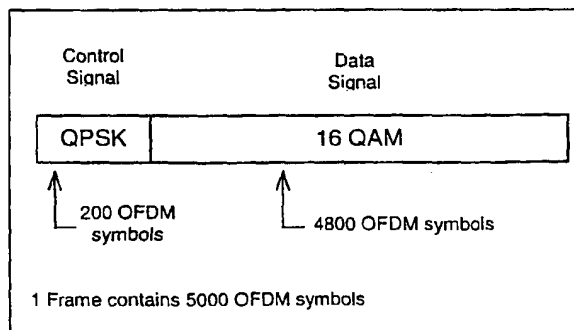 Control
Signal
Data
Signal
QPSK
16 QAM
200 OFDM
symbols
4800 OFDM symbols
1 Frame contains 5000 OFDM symbols